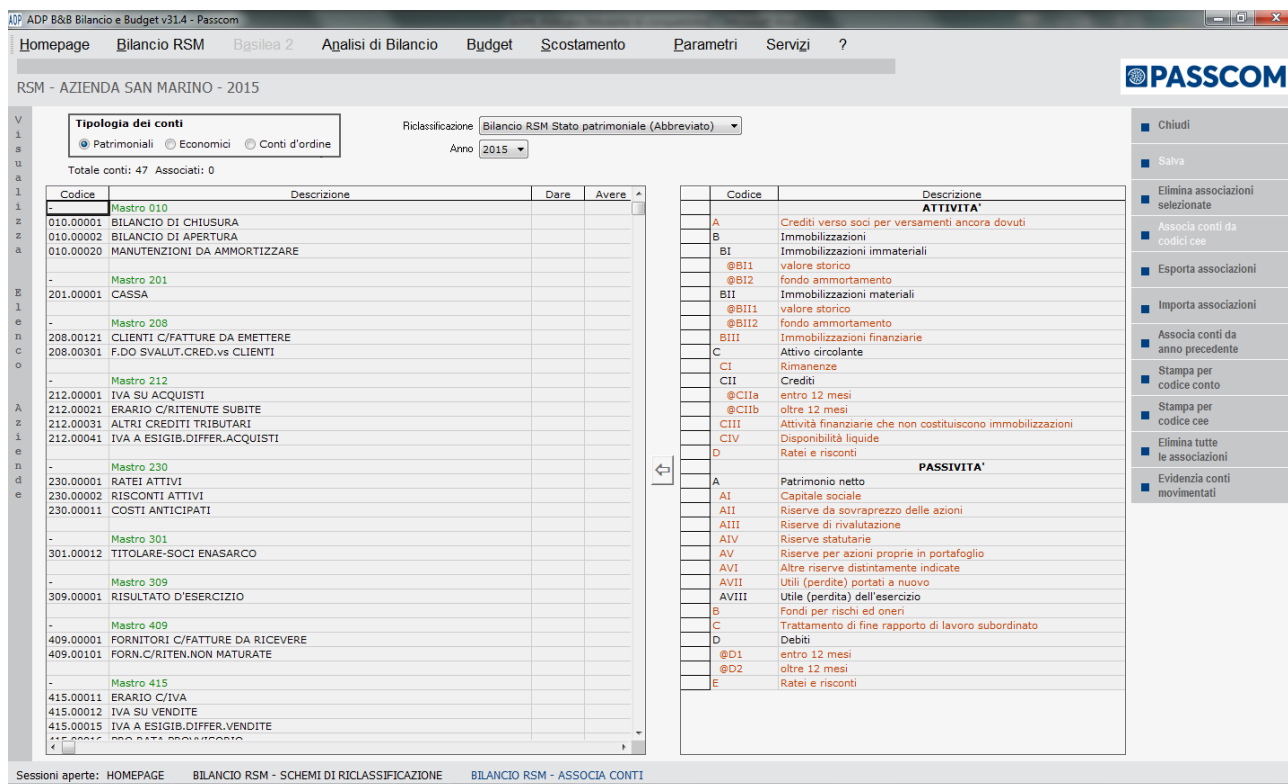 ADP B&B Bilancio e Budget v31.4 - Passcom
Homepage Bilancio RSM Basilea 2 Analisi di Bilancio Budget Scostamento Parametri Servizi ?
RSM - AZIENDA SAN MARINO - 2015
PASSCOM
Visualizza Elenco Aziende
Tipologia dei conti
Patrimoniali Economici Conti d'ordine
Riclassificazione Bilancio RSM Stato patrimoniale (Abbreviato)
Anno 2015
Totale conti: 47 Associati: 0
Codice Descrizione Dare Avere
- Mastro 010
010.00001 BILANCIO DI CHIUSURA
010.00002 BILANCIO DI APERTURA
010.00020 MANUTENZIONI DA AMMORTIZZARE
- Mastro 201
201.00001 CASSA
- Mastro 208
208.00121 CLIENTI C/FATTURE DA EMETTERE
208.00301 F.DO SVALUT.CRED.vs CLIENTI
- Mastro 212
212.00001 IVA SU ACQUISTI
212.00021 ERARIO C/RITENUTE SUBITE
212.00031 ALTRI CREDITI TRIBUTARI
212.00041 IVA A ESIGIB.DIFFER.ACQUISTI
- Mastro 230
230.00001 RATEI ATTIVI
230.00002 RISCONTI ATTIVI
230.00011 COSTI ANTICIPATI
- Mastro 301
301.00012 TITOLARE-SOCI ENASARCO
- Mastro 309
309.00001 RISULTATO D'ESERCIZIO
- Mastro 409
409.00001 FORNITORI C/FATTURE DA RICEVERE
409.00101 FORN.C/RITEN.NON MATURATE
- Mastro 415
415.00011 ERARIO C/IVA
415.00012 IVA SU VENDITE
415.00015 IVA A ESIGIB.DIFFER.VENDITE
415.00016 PRO RATA PROVVISORIO
Codice Descrizione
ATTIVITA'
A Crediti verso soci per versamenti ancora dovuti
B Immobilizzazioni
BI Immobilizzazioni immateriali
@BI1 valore storico
@BI2 fondo ammortamento
BII Immobilizzazioni materiali
@BII1 valore storico
@BII2 fondo ammortamento
BIII Immobilizzazioni finanziarie
C Attivo circolante
CI Rimanenze
CII Crediti
@CIIa entro 12 mesi
@CIIb oltre 12 mesi
CIII Attività finanziarie che non costituiscono immobilizzazioni
CIV Disponibilità liquide
D Ratei e risconti
PASSIVITA'
A Patrimonio netto
AI Capitale sociale
AII Riserve da sovraprezzo delle azioni
AIII Riserve di rivalutazione
AIV Riserve statutarie
AV Riserve per azioni proprie in portafoglio
AVI Altre riserve distintamente indicate
AVII Utili (perdite) portati a nuovo
AVIII Utile (perdita) dell'esercizio
B Fondi per rischi ed oneri
C Trattamento di fine rapporto di lavoro subordinato
D Debiti
@D1 entro 12 mesi
@D2 oltre 12 mesi
E Ratei e risconti
Chiudi
Salva
Elimina associazioni
selezionate
Associa conti da
codici cee
Esporta associazioni
Importa associazioni
Associa conti da
anno precedente
Stampa per
codice conto
Stampa per
codice cee
Elimina tutte
le associazioni
Evidenzia conti
movimentati
Sessioni aperte: HOMEPAGE BILANCIO RSM - SCHEMI DI RICLASSIFICAZIONE BILANCIO RSM - ASSOCIA CONTI